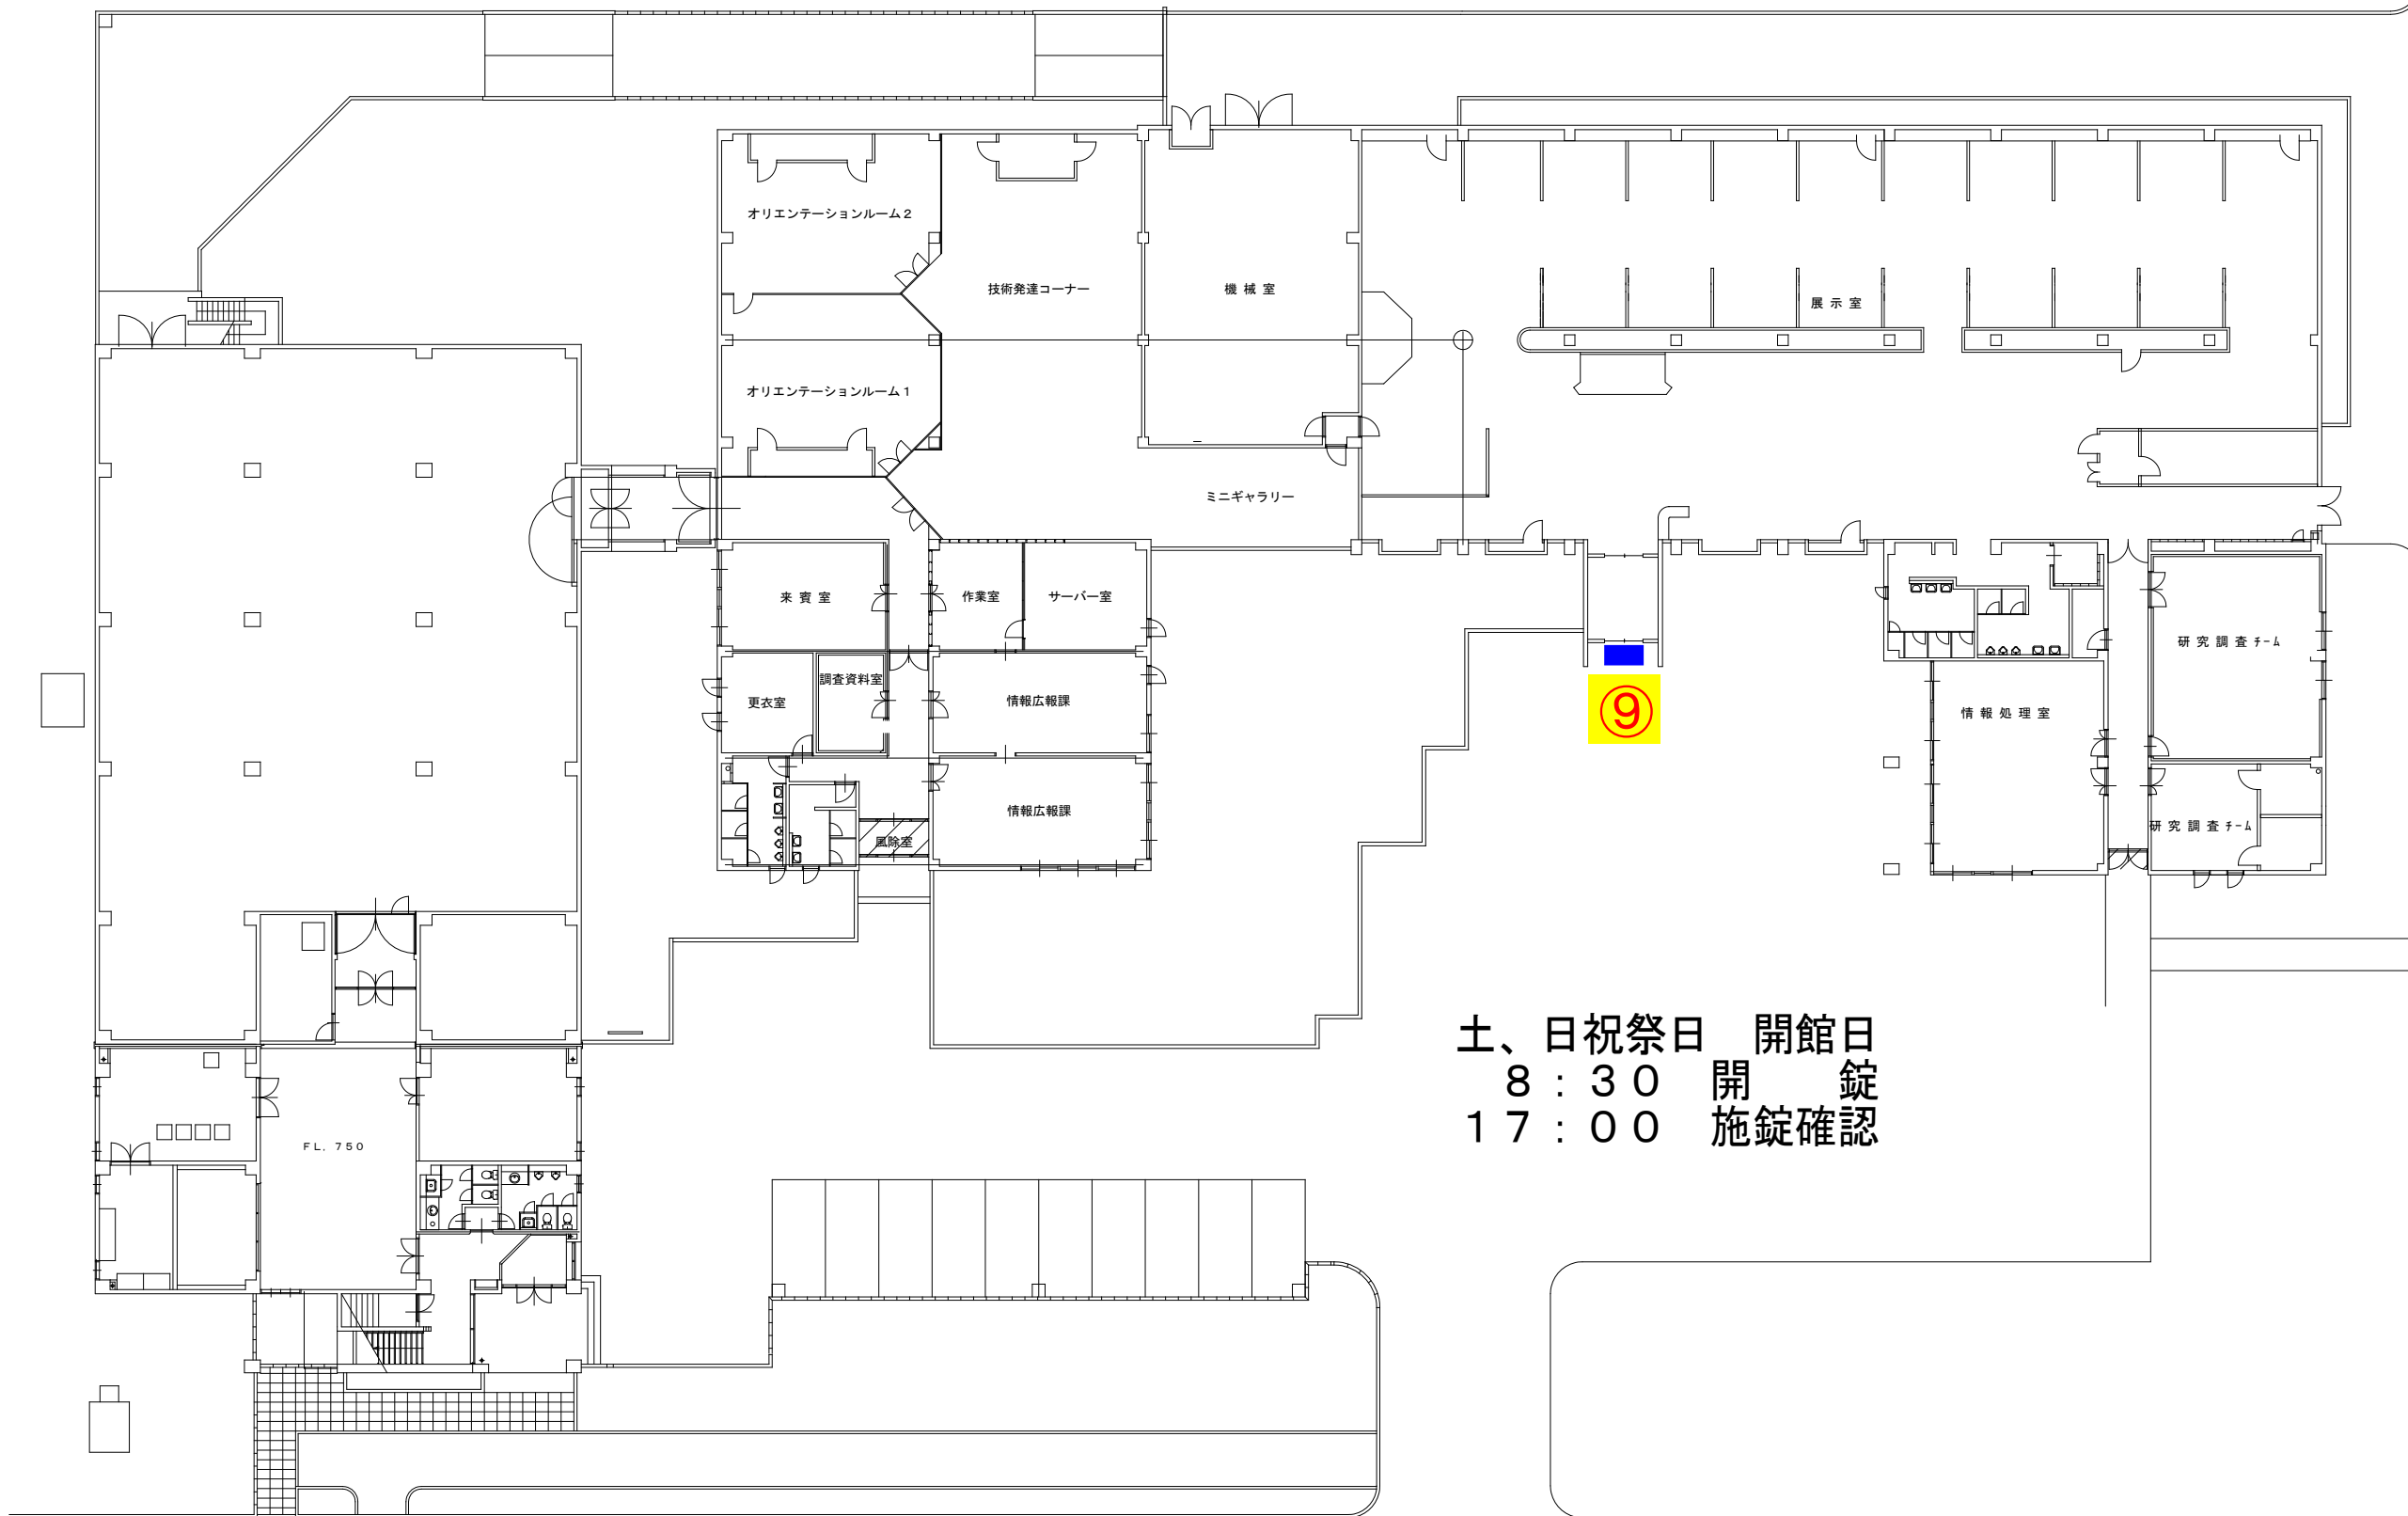 オリエンテーションルーム２
技術発達コーナー
機 械 室
展 示 室
オリエンテーションルーム１
ミニギャラリー
来 賓 室
作業室
サーバー室
研 究 調 査 ﾁｰﾑ
調査資料室
更衣室
情報広報課
⑨
情 報 処 理 室
情報広報課
研 究 調 査 ﾁｰﾑ
風除室
土、日祝祭日　開館日
８：３０　開　　錠
１７：００　施錠確認
ＦＬ．７５０